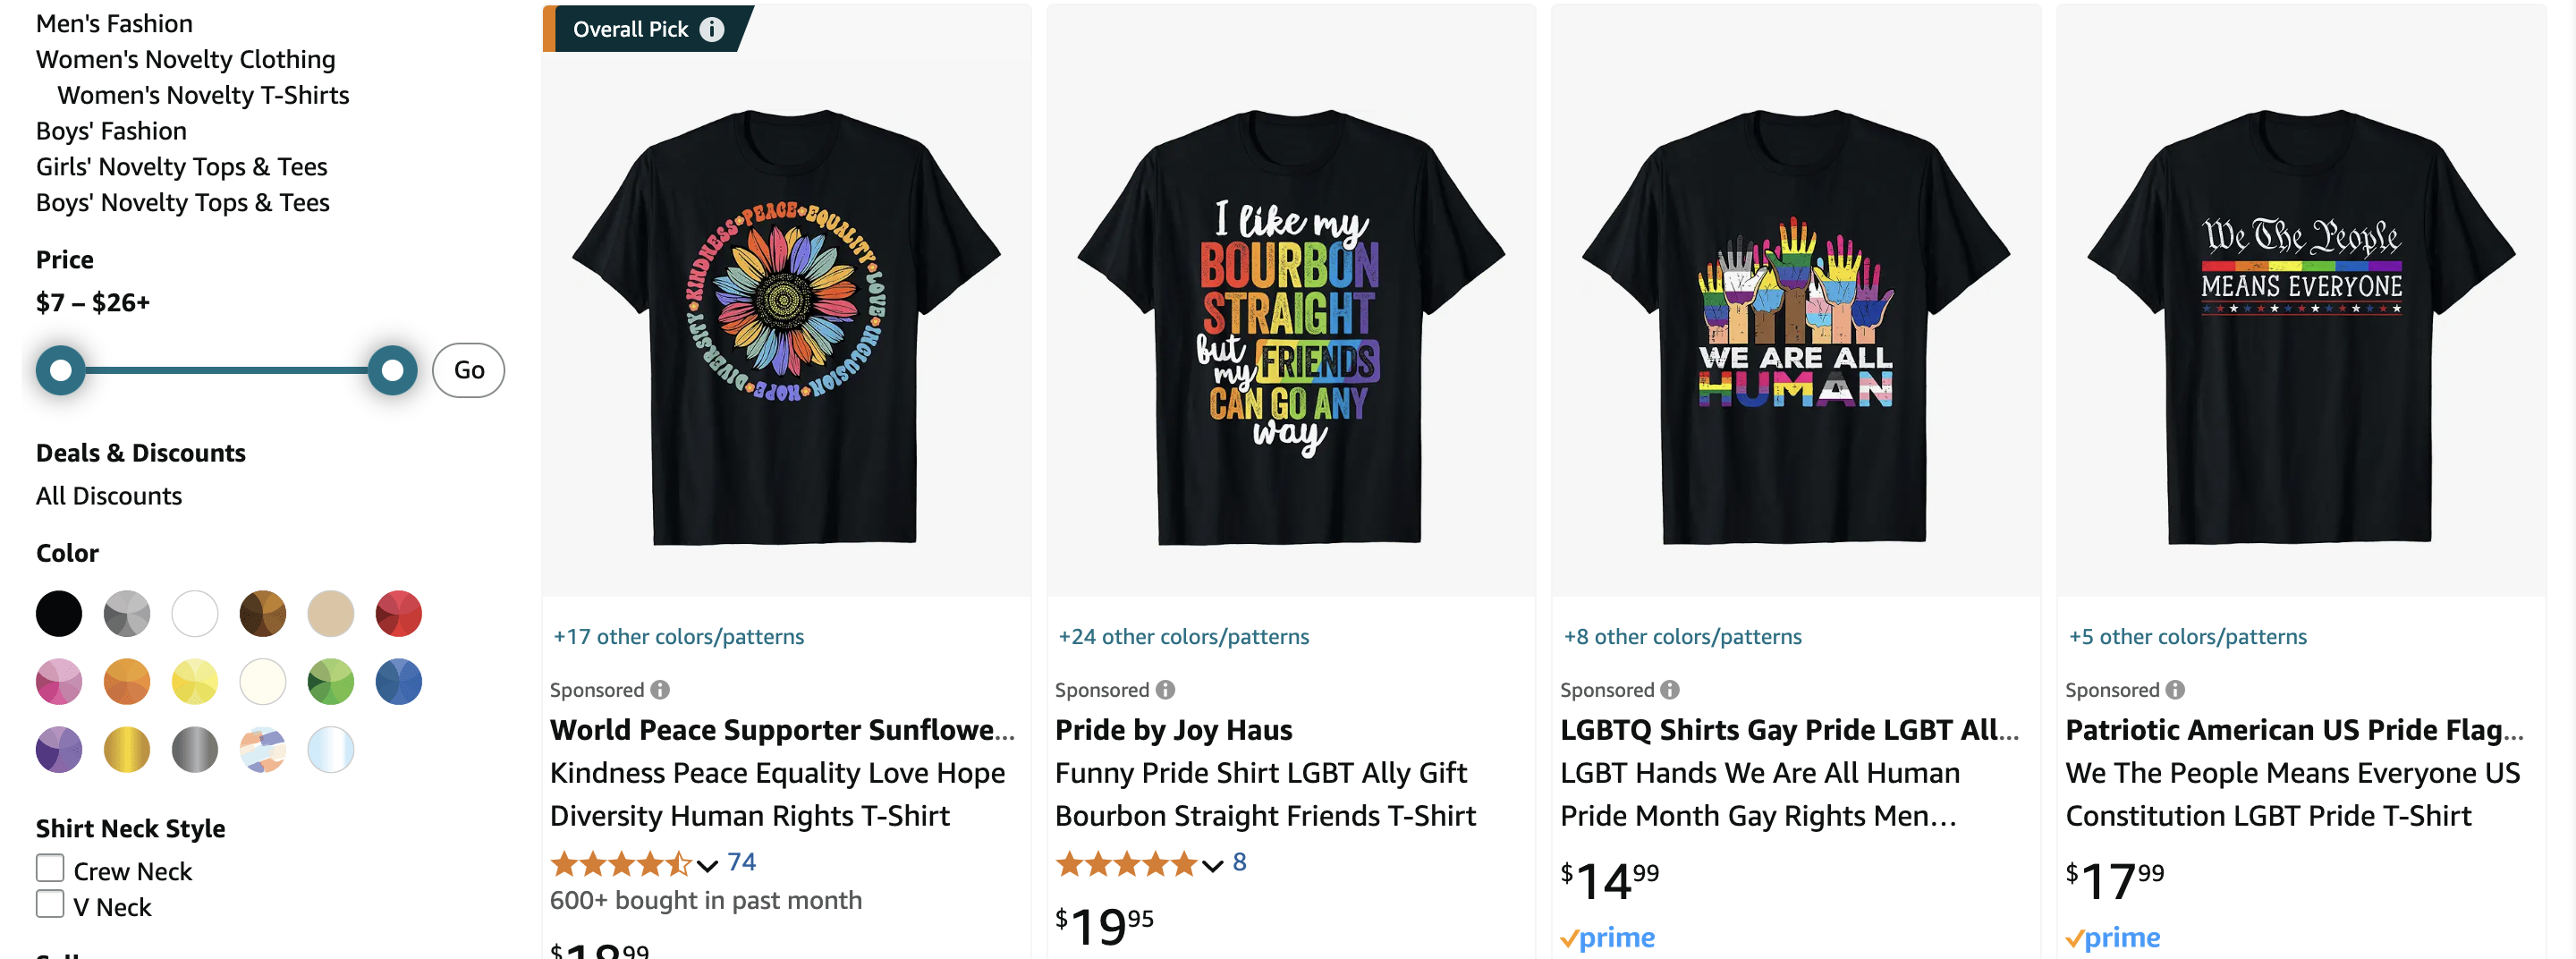 Men's Fashion
Women's Novelty Clothing
Women's Novelty T-Shirts
Boys' Fashion
Girls' Novelty Tops & Tees
Boys' Novelty Tops & Tees
Price
$7 – $26+
Go
Deals & Discounts
All Discounts
Color
Shirt Neck Style
Crew Neck
V Neck
Overall Pick
KINDNESS PEACE EQUALITY LOVE INCLUSION HOPE DIVERSITY
+17 other colors/patterns
Sponsored
World Peace Supporter Sunflowe...
Kindness Peace Equality Love Hope
Diversity Human Rights T-Shirt
74
600+ bought in past month
I like my
BOURBON
STRAIGHT
but my FRIENDS
CAN GO ANY
way
+24 other colors/patterns
Sponsored
Pride by Joy Haus
Funny Pride Shirt LGBT Ally Gift
Bourbon Straight Friends T-Shirt
8
$19.95
WE ARE ALL
HUMAN
+8 other colors/patterns
Sponsored
LGBTQ Shirts Gay Pride LGBT All...
LGBT Hands We Are All Human
Pride Month Gay Rights Men...
$14.99
prime
We The People
MEANS EVERYONE
+5 other colors/patterns
Sponsored
Patriotic American US Pride Flag...
We The People Means Everyone US
Constitution LGBT Pride T-Shirt
$17.99
prime